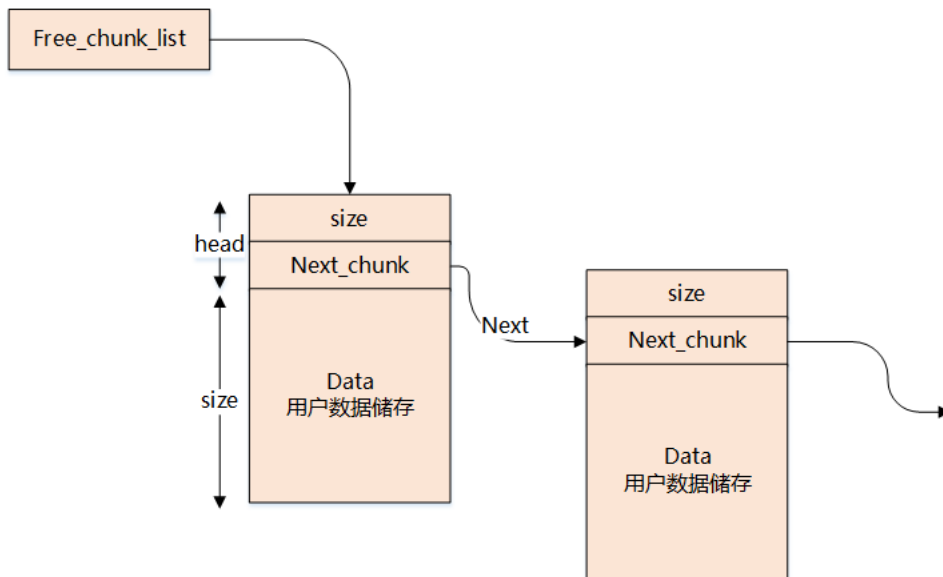 Free_chunk_list
size
head
Next_chunk
size
Next
Next_chunk
Data
用户数据储存
size
Data
用户数据储存